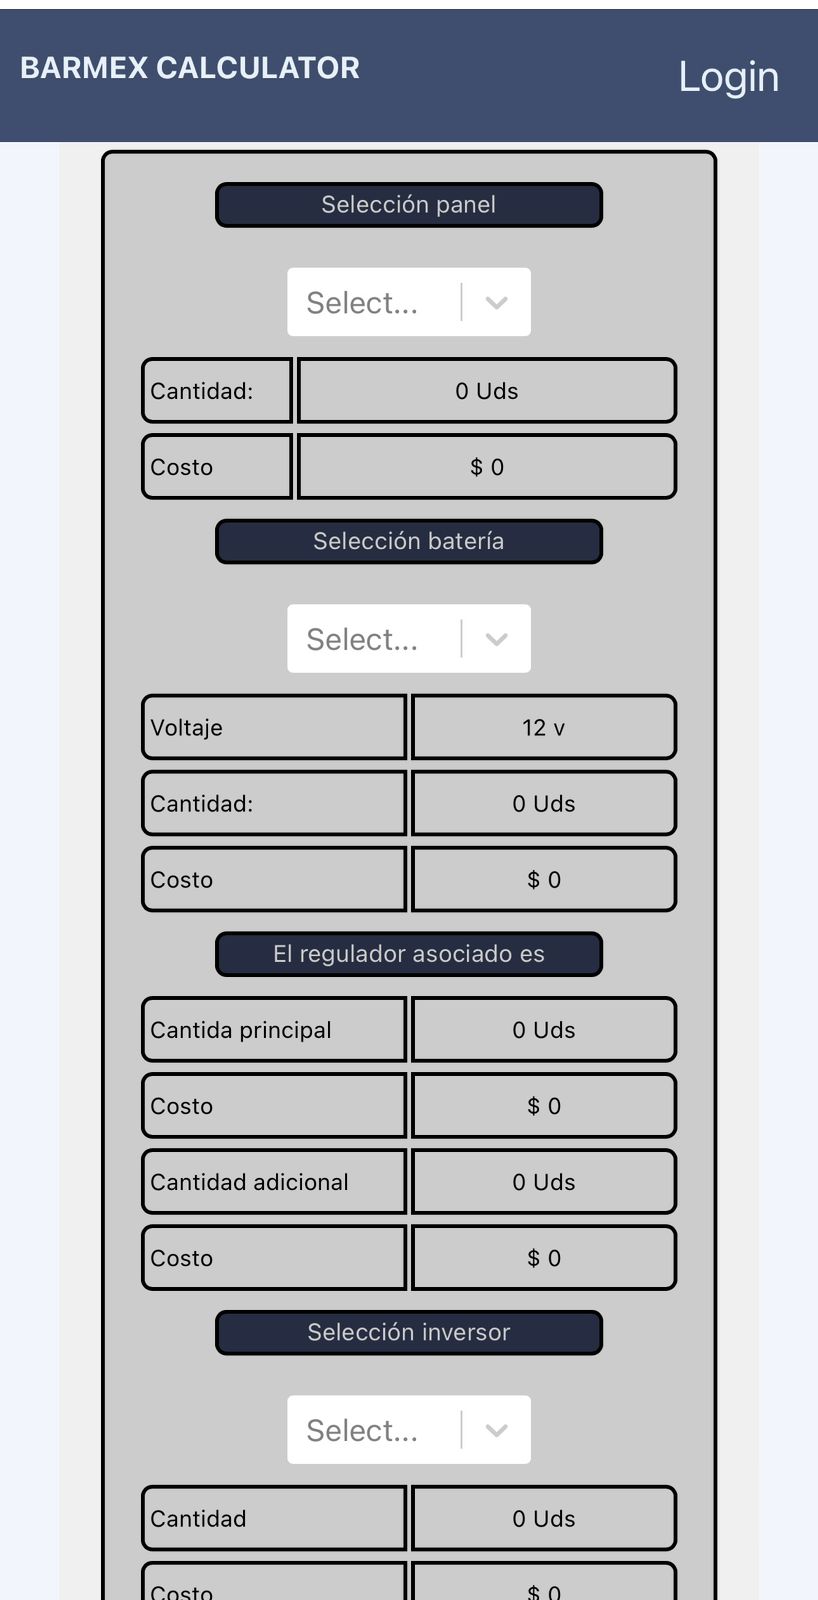 BARMEX CALCULATOR Login
Selección panel
Select...
Cantidad: 0 Uds
Costo $ 0
Selección batería
Select...
Voltaje 12 v
Cantidad: 0 Uds
Costo $ 0
El regulador asociado es
Cantida principal 0 Uds
Costo $ 0
Cantidad adicional 0 Uds
Costo $ 0
Selección inversor
Select...
Cantidad 0 Uds
Costo $ 0